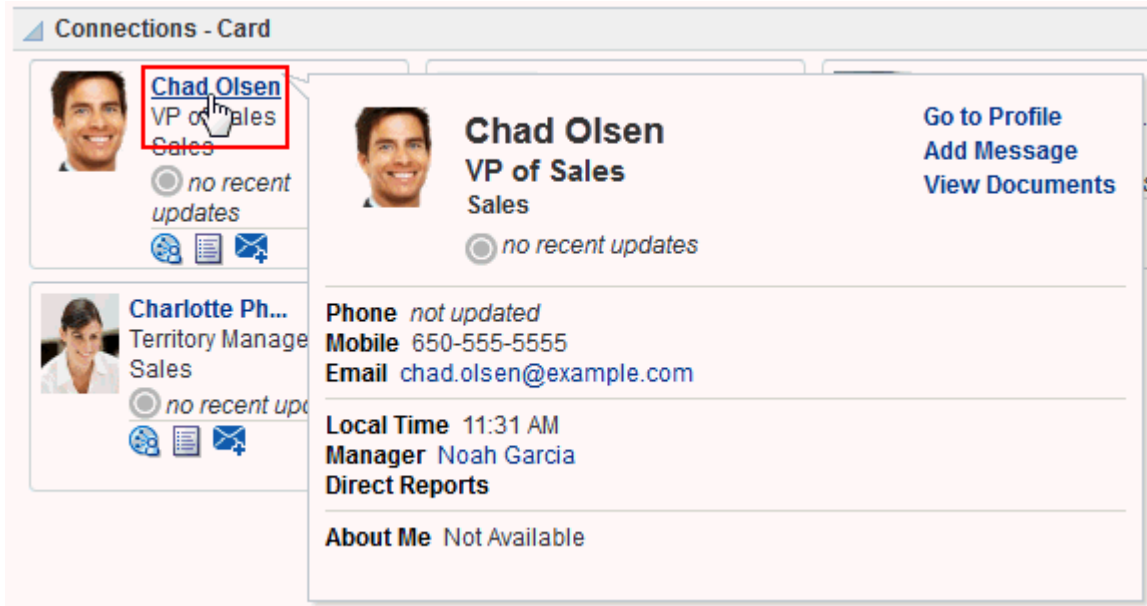 Connections - Card
Chad Olsen
VP of Sales
Sales
no recent
updates
Charlotte Ph...
Territory Manage
Sales
no recent upd
Chad Olsen
VP of Sales
Sales
no recent updates
Go to Profile
Add Message
View Documents
Phone not updated
Mobile 650-555-5555
Email chad.olsen@example.com
Local Time 11:31 AM
Manager Noah Garcia
Direct Reports
About Me Not Available